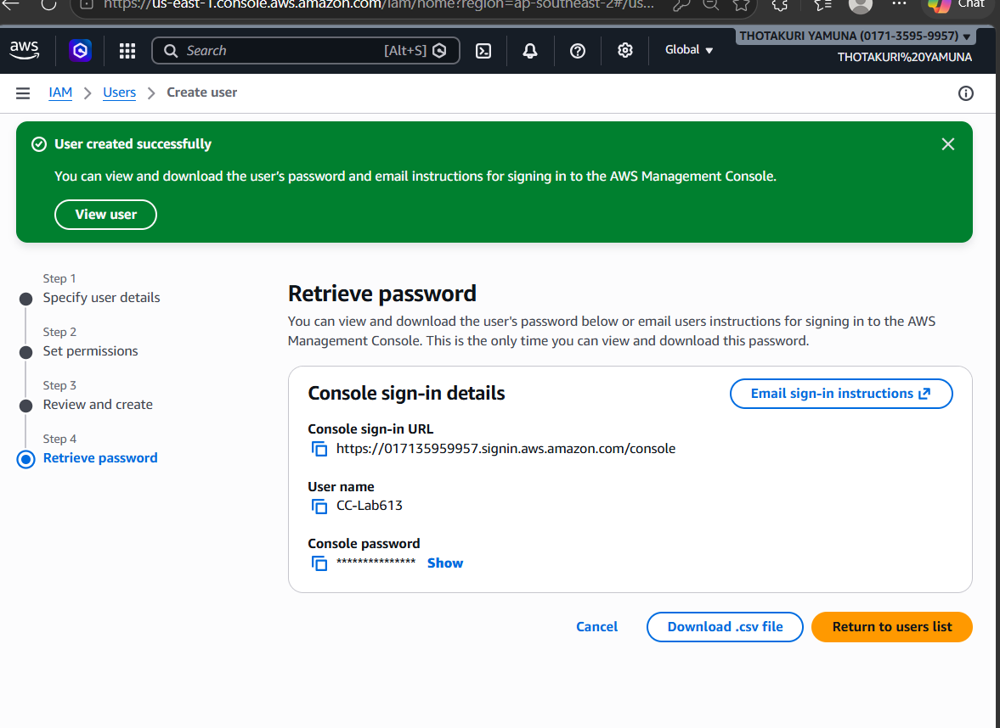 https://us-east-1.console.aws.amazon.com/iam/home?region=ap-southeast-2#/us...
Chat
aws
Search [Alt+S]
Global
THOTAKURI YAMUNA (0171-3595-9957)
THOTAKURI%20YAMUNA
IAM > Users > Create user
User created successfully
You can view and download the user's password and email instructions for signing in to the AWS Management Console.
View user
Step 1
Specify user details
Step 2
Set permissions
Step 3
Review and create
Step 4
Retrieve password
Retrieve password
You can view and download the user's password below or email users instructions for signing in to the AWS
Management Console. This is the only time you can view and download this password.
Console sign-in details
Email sign-in instructions
Console sign-in URL
https://017135959957.signin.aws.amazon.com/console
User name
CC-Lab613
Console password
*************** Show
Cancel
Download .csv file
Return to users list